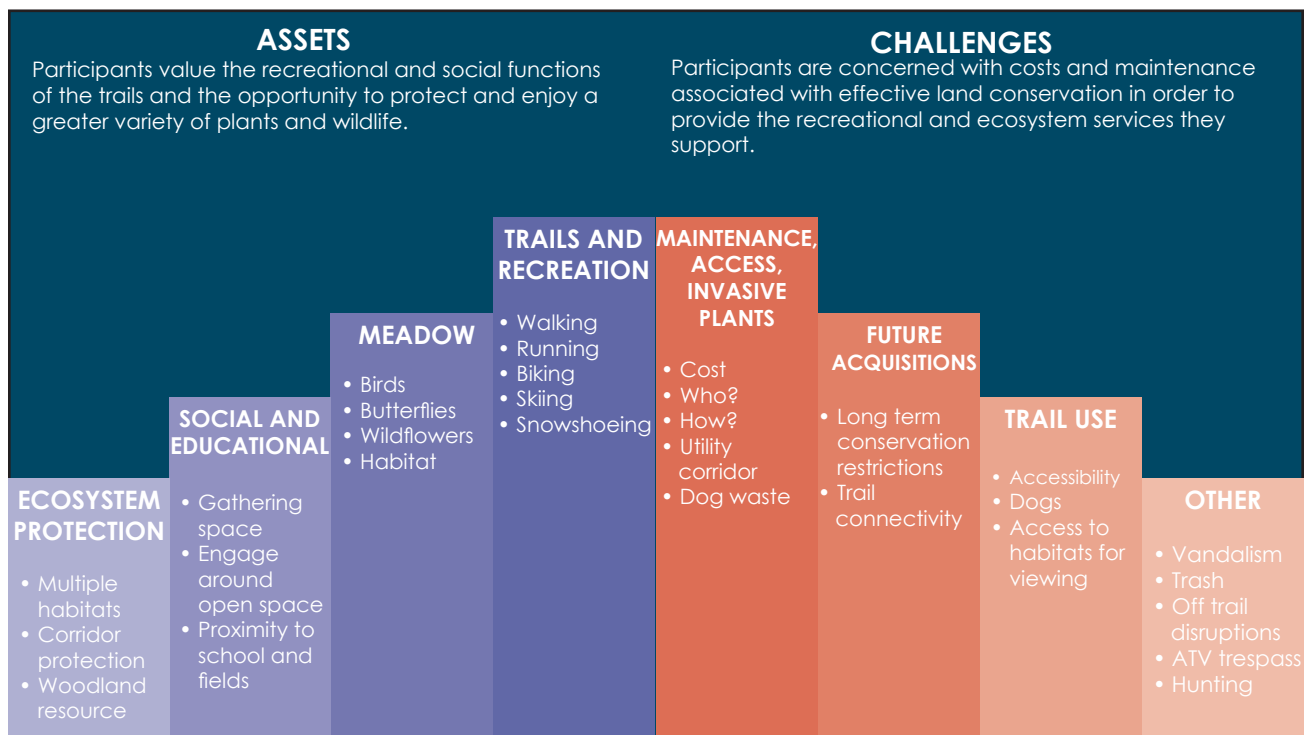 ASSETS
Participants value the recreational and social functions
of the trails and the opportunity to protect and enjoy a
greater variety of plants and wildlife.
CHALLENGES
Participants are concerned with costs and maintenance
associated with effective land conservation in order to
provide the recreational and ecosystem services they
support.
ECOSYSTEM
PROTECTION
• Multiple
habitats
• Corridor
protection
• Woodland
resource
SOCIAL AND
EDUCATIONAL
• Gathering
space
• Engage
around
open space
• Proximity to
school and
fields
MEADOW
• Birds
• Butterflies
• Wildflowers
• Habitat
TRAILS AND
RECREATION
• Walking
• Running
• Biking
• Skiing
• Snowshoeing
MAINTENANCE,
ACCESS,
INVASIVE
PLANTS
• Cost
• Who?
• How?
• Utility
corridor
• Dog waste
FUTURE
ACQUISITIONS
• Long term
conservation
restrictions
• Trail
connectivity
TRAIL USE
• Accessibility
• Dogs
• Access to
habitats for
viewing
OTHER
• Vandalism
• Trash
• Off trail
disruptions
• ATV trespass
• Hunting